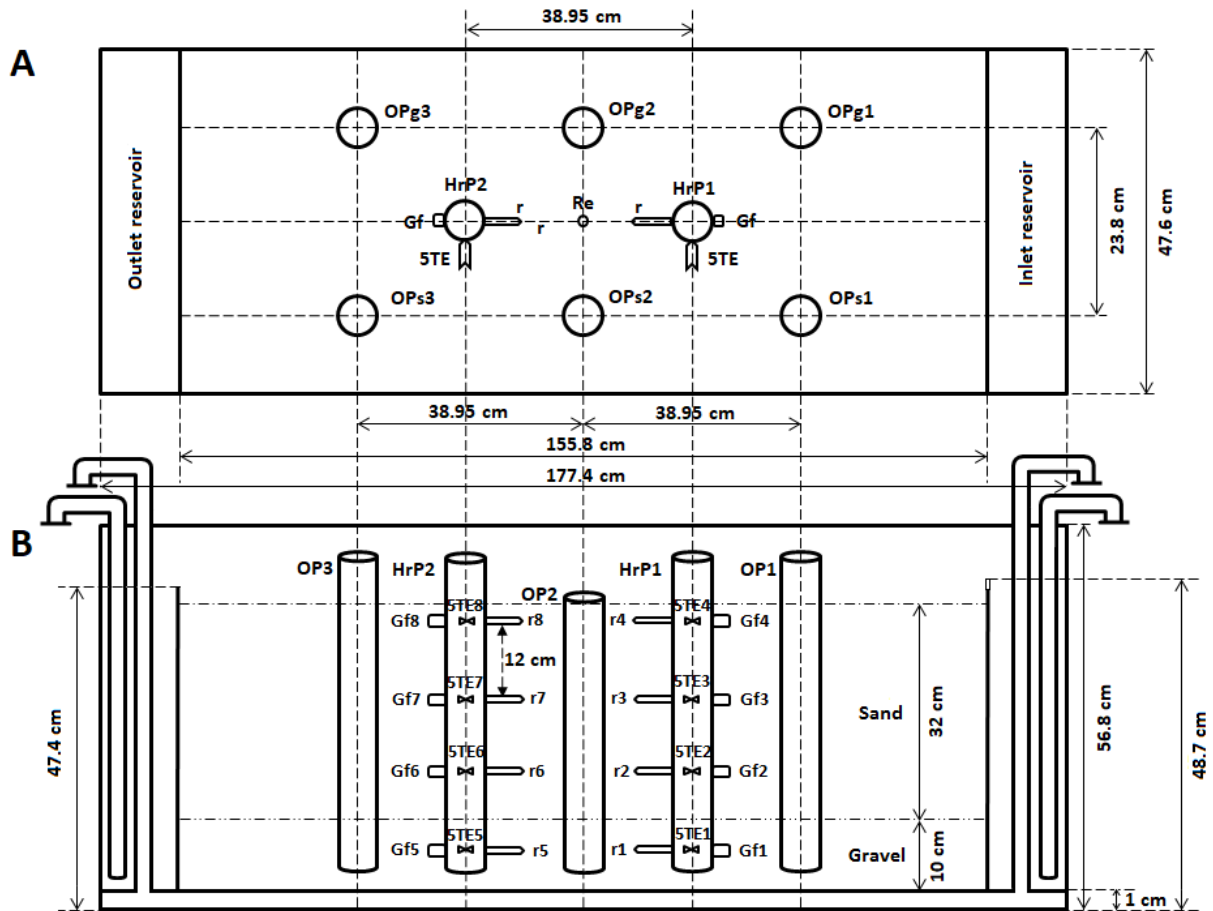 38.95 cm
A
OPg3
OPg2
OPg1
Outlet reservoir
HrP2
Re
HrP1
Gf
r
r
r
Gf
5TE
5TE
OPs3
OPs2
OPs1
Inlet reservoir
23.8 cm
47.6 cm
38.95 cm
38.95 cm
155.8 cm
177.4 cm
B
OP3
HrP2
OP2
HrP1
OP1
Gf8
5TE8
r8
r4
5TE4
Gf4
12 cm
Gf7
5TE7
r7
r3
5TE3
Gf3
Sand
32 cm
Gf6
5TE6
r6
r2
5TE2
Gf2
Gf5
5TE5
r5
r1
5TE1
Gf1
Gravel
10 cm
47.4 cm
56.8 cm
48.7 cm
1 cm